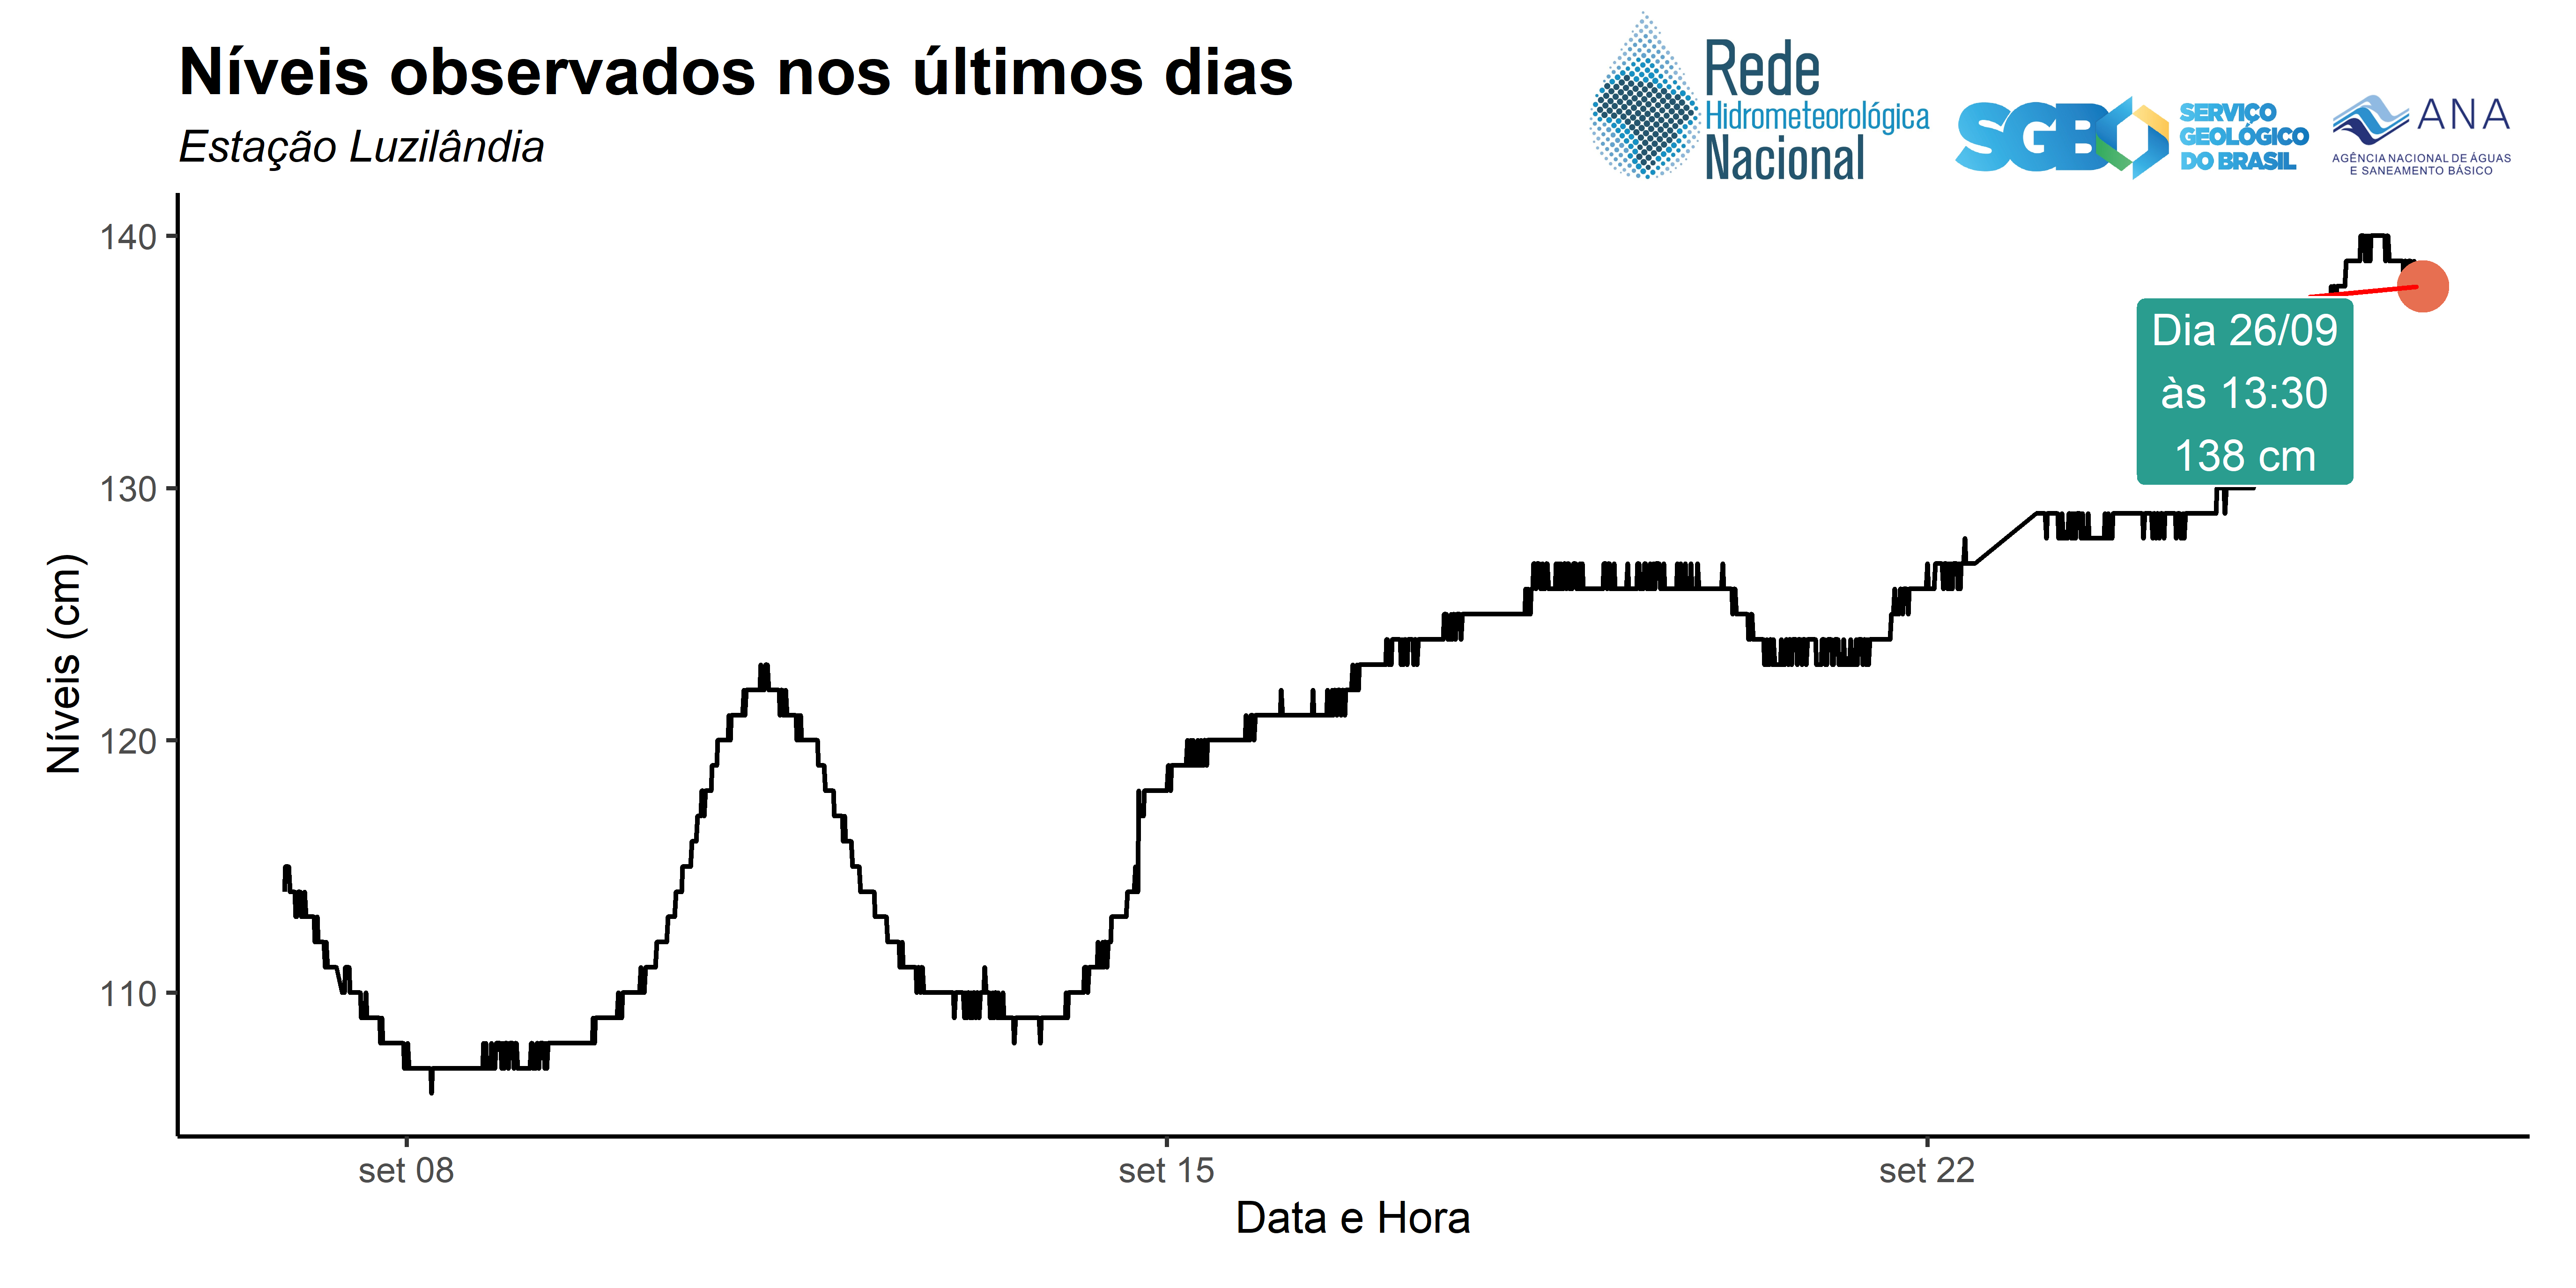 Níveis observados nos últimos dias
Estação Luzilândia
Rede
Hidrometeorológica
Nacional
SGB
SERVIÇO
GEOLÓGICO
DO BRASIL
ANA
AGÊNCIA NACIONAL DE ÁGUAS
E SANEAMENTO BÁSICO
140
130
120
110
Níveis (cm)
Dia 26/09
às 13:30
138 cm
set 08
set 15
set 22
Data e Hora